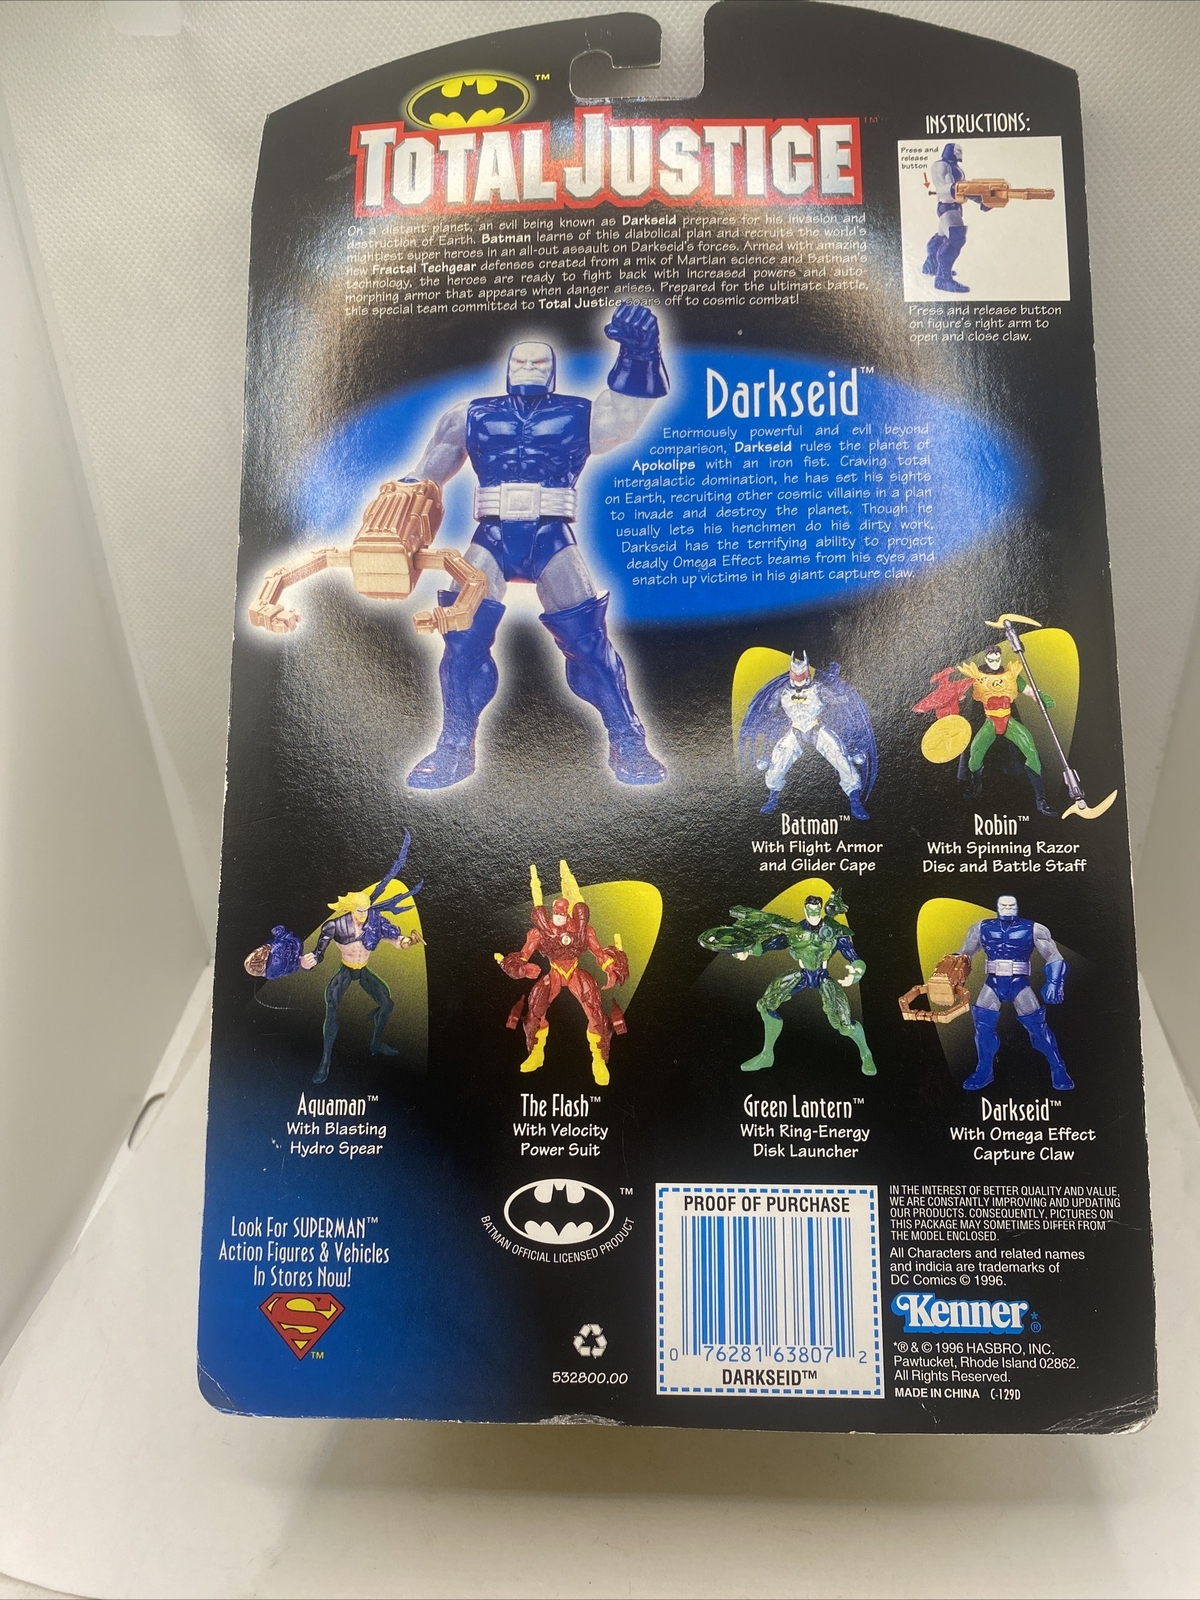 ™
TOTAL JUSTICE™
On a distant planet, an evil being known as Darkseid prepares for his invasion and
destruction of Earth. Batman learns of this diabolical plan and recruits the world's
mightiest super heroes in an all-out assault on Darkseid's forces. Armed with amazing
new Fractal Techgear defenses created from a mix of Martian science and Batman's
technology, the heroes are ready to fight back with increased powers and auto-
morphing armor that appears when danger arises. Prepared for the ultimate battle,
this special team committed to Total Justice soars off to cosmic combat!
INSTRUCTIONS:
Press and
release
button
Press and release button
on figure's right arm to
open and close claw.
Darkseid™
Enormously powerful and evil beyond
comparison, Darkseid rules the planet of
Apokolips with an iron fist. Craving total
intergalactic domination, he has set his sights
on Earth, recruiting other cosmic villains in a plan
to invade and destroy the planet. Though he
usually lets his henchmen do his dirty work,
Darkseid has the terrifying ability to project
deadly Omega Effect beams from his eyes and
snatch up victims in his giant capture claw.
Batman™
With Flight Armor
and Glider Cape
Robin™
With Spinning Razor
Disc and Battle Staff
Aquaman™
With Blasting
Hydro Spear
The Flash™
With Velocity
Power Suit
Green Lantern™
With Ring-Energy
Disk Launcher
Darkseid™
With Omega Effect
Capture Claw
Look For SUPERMAN™
Action Figures & Vehicles
In Stores Now!
S™
™
BATMAN OFFICIAL LICENSED PRODUCT
532800.00
PROOF OF PURCHASE
0 76281 63807 2
DARKSEID™
IN THE INTEREST OF BETTER QUALITY AND VALUE,
WE ARE CONSTANTLY IMPROVING AND UPDATING
OUR PRODUCTS. CONSEQUENTLY, PICTURES ON
THIS PACKAGE MAY SOMETIMES DIFFER FROM
THE MODEL ENCLOSED.
All Characters and related names
and indicia are trademarks of
DC Comics © 1996.
Kenner*®
*® & © 1996 HASBRO, INC.
Pawtucket, Rhode Island 02862.
All Rights Reserved.
MADE IN CHINA C-129D